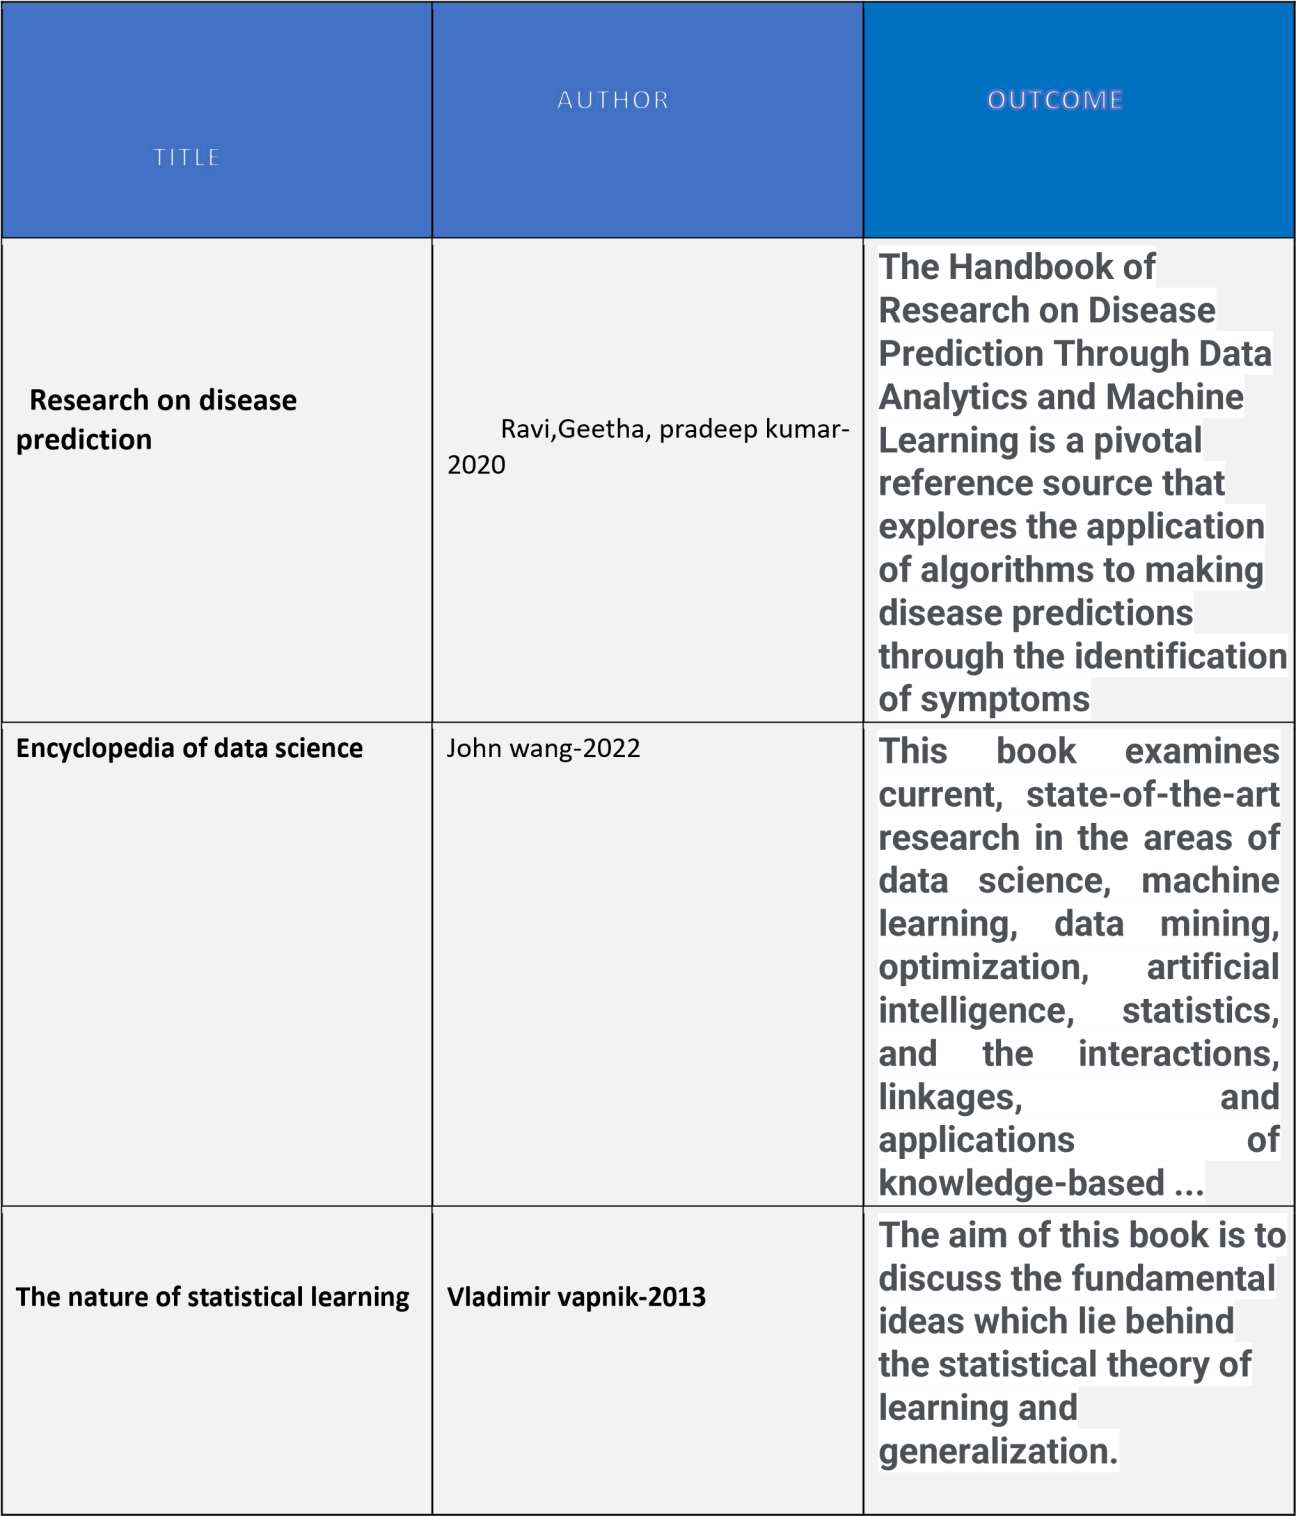 TITLE
AUTHOR
OUTCOME
Research on disease
prediction
Ravi,Geetha, pradeep kumar-
2020
The Handbook of
Research on Disease
Prediction Through Data
Analytics and Machine
Learning is a pivotal
reference source that
explores the application
of algorithms to making
disease predictions
through the identification
of symptoms
Encyclopedia of data science
John wang-2022
This book examines
current, state-of-the-art
research in the areas of
data science, machine
learning, data mining,
optimization, artificial
intelligence, statistics,
and the interactions,
linkages, and
applications of
knowledge-based ...
The nature of statistical learning
Vladimir vapnik-2013
The aim of this book is to
discuss the fundamental
ideas which lie behind
the statistical theory of
learning and
generalization.